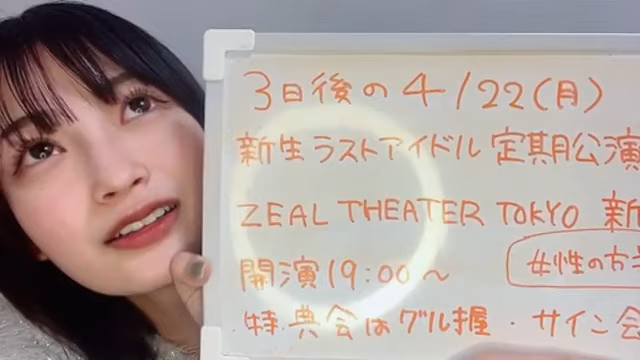 3日後の4/22(月)
新生ラストアイドル 定期公演
ZEAL THEATER TOKYO 新
開演19:00〜
女性の方
特典会はグル握・サイン会